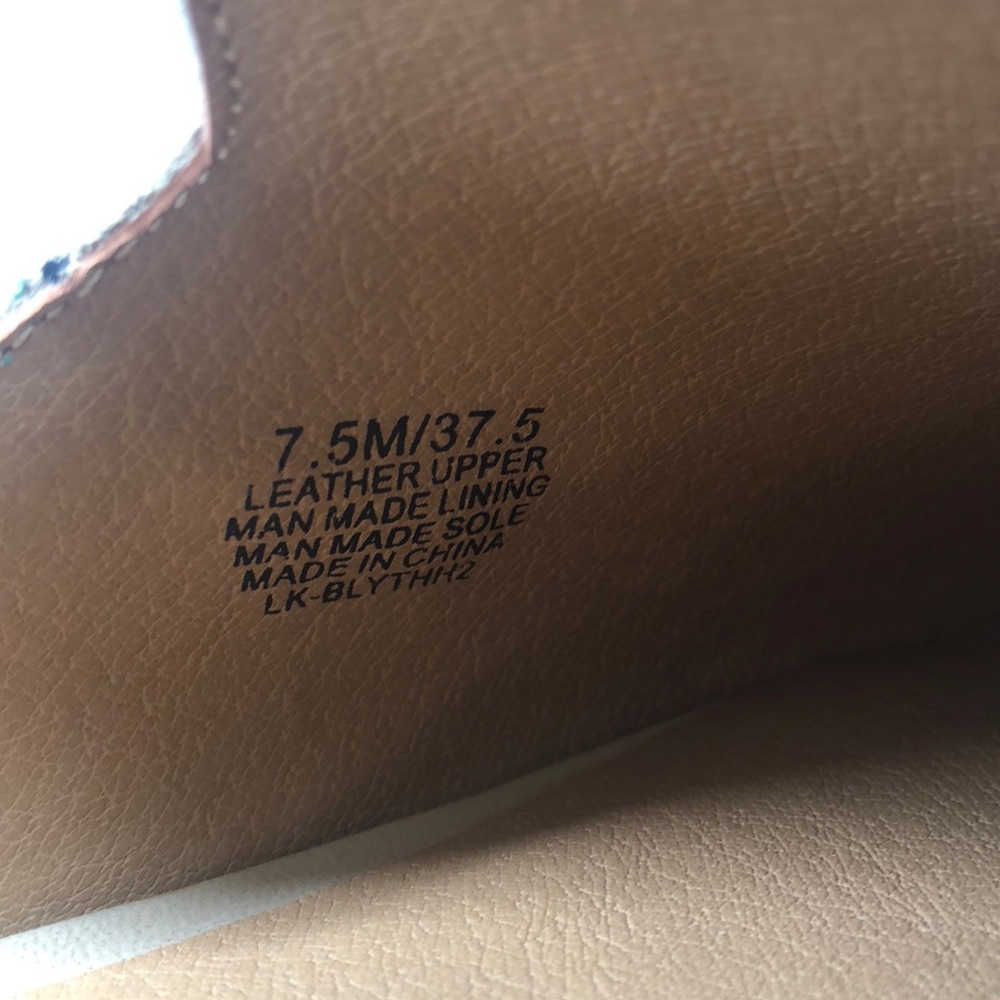 7.5M/37.5
LEATHER UPPER
MAN MADE LINING
MAN MADE SOLE
MADE IN CHINA
LK-BLYTHH2